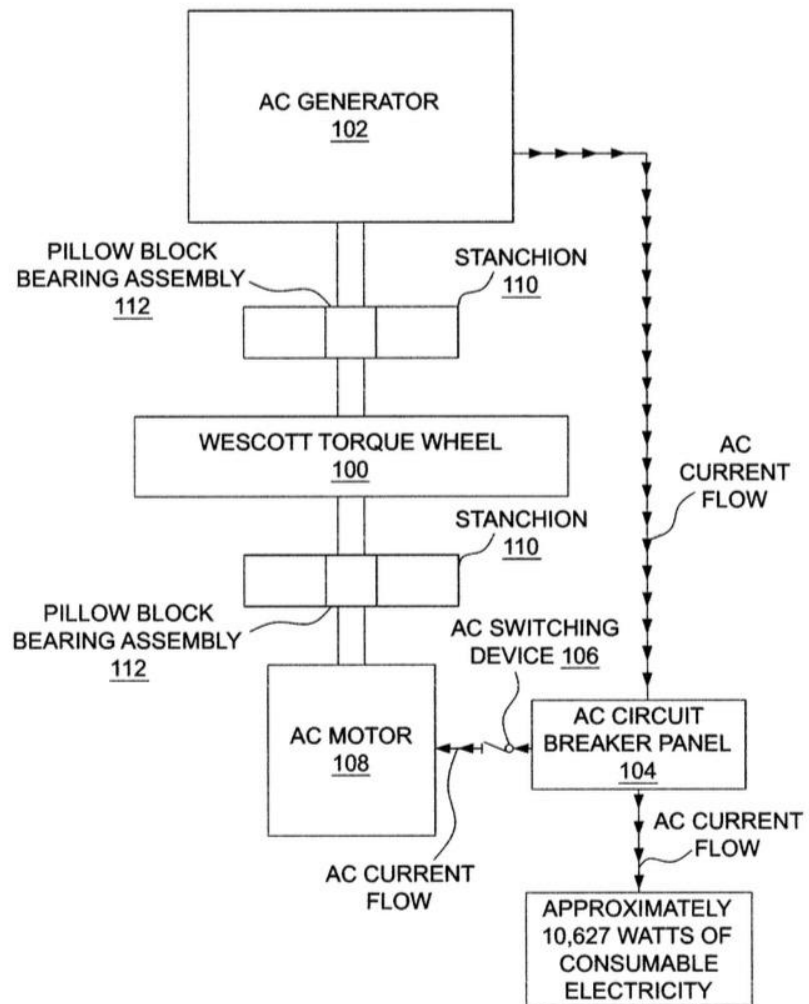 AC GENERATOR
102
PILLOW BLOCK
BEARING ASSEMBLY
112
STANCHION
110
WESCOTT TORQUE WHEEL
100
AC
CURRENT
FLOW
STANCHION
110
PILLOW BLOCK
BEARING ASSEMBLY
112
AC SWITCHING
DEVICE 106
AC MOTOR
108
AC CIRCUIT
BREAKER PANEL
104
AC CURRENT
FLOW
AC CURRENT
FLOW
APPROXIMATELY
10,627 WATTS OF
CONSUMABLE
ELECTRICITY